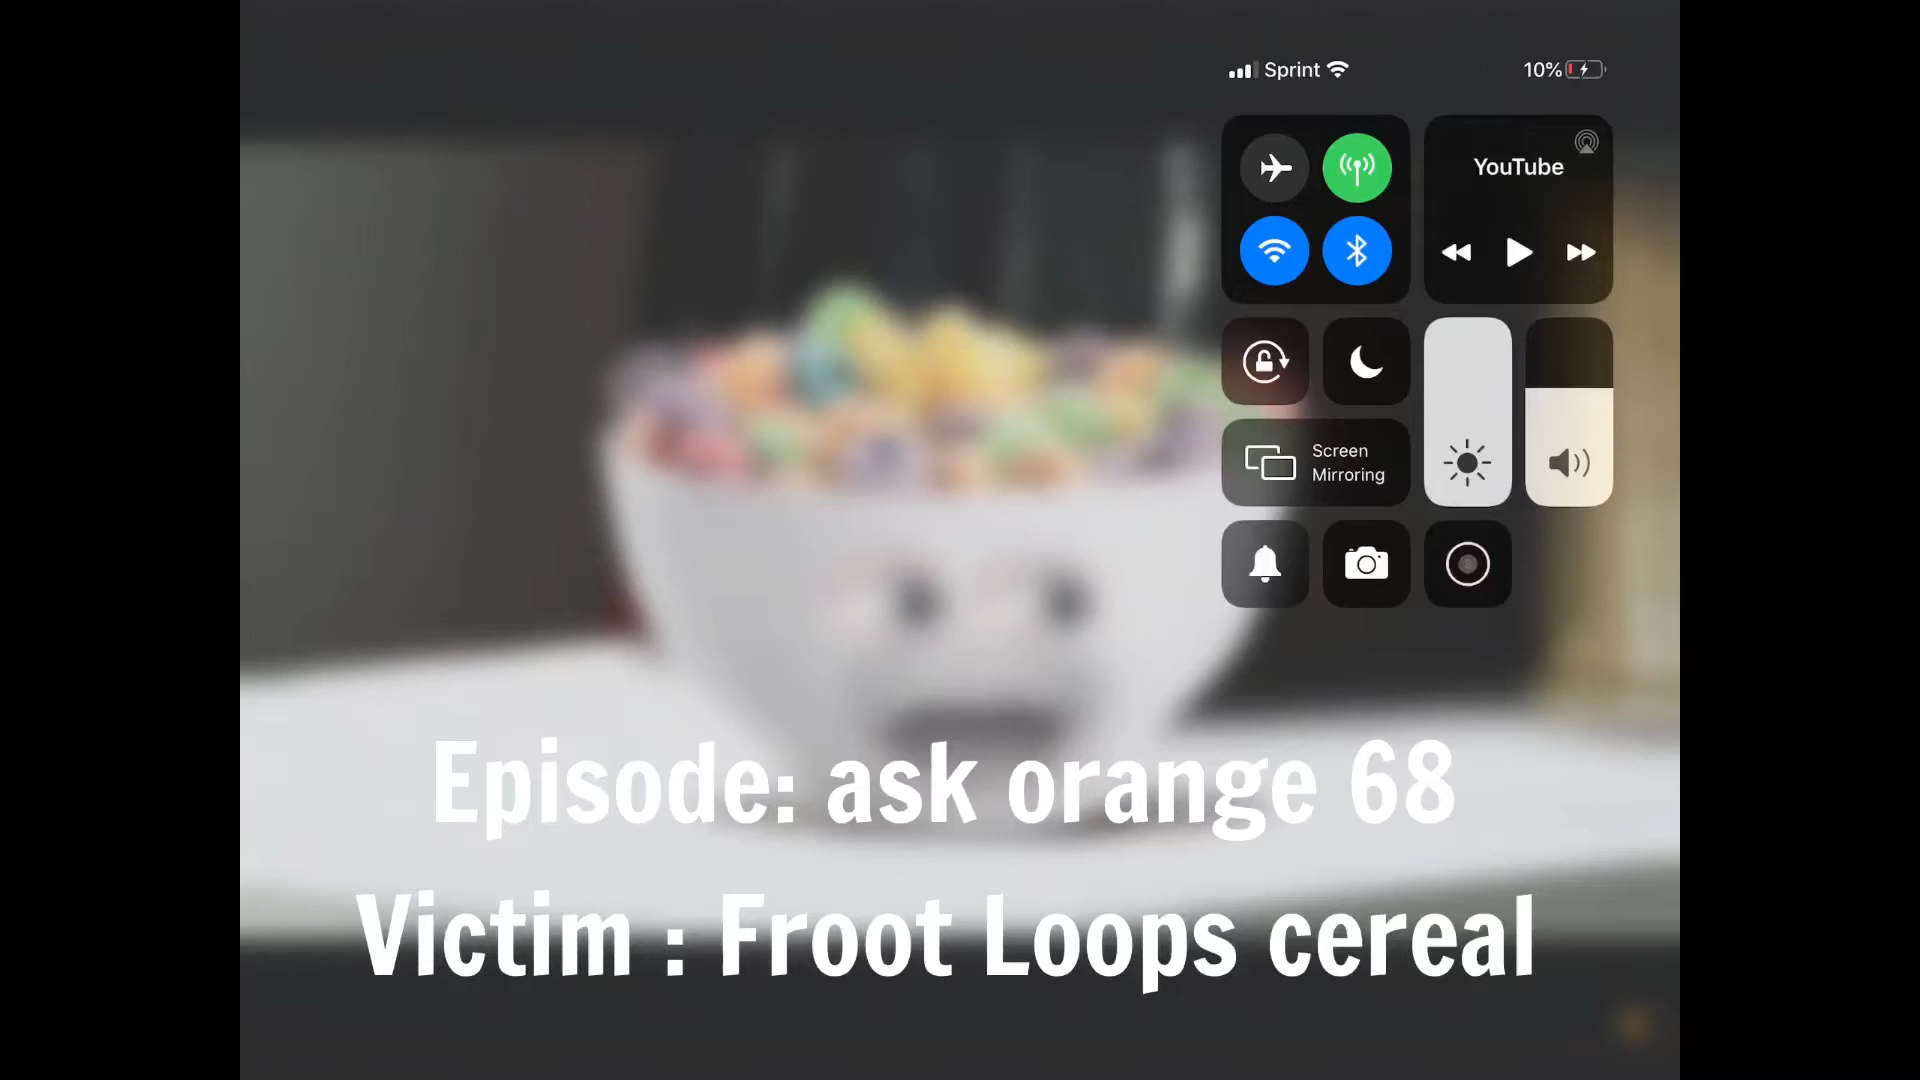 Sprint 10%
YouTube
Screen
Mirroring
Episode: ask orange 68
Victim : Froot Loops cereal